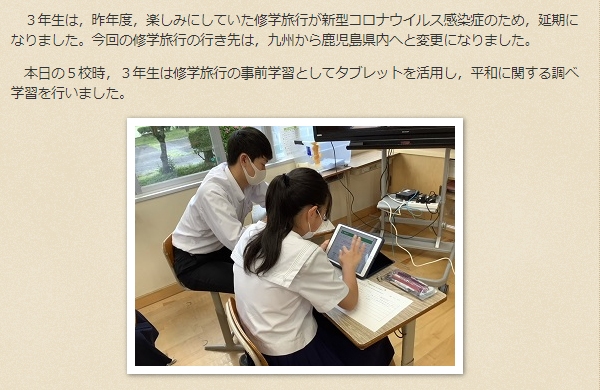 ３年生は，昨年度，楽しみにしていた修学旅行が新型コロナウイルス感染症のため，延期に
なりました。今回の修学旅行の行き先は，九州から鹿児島県内へと変更になりました。
本日の５校時，３年生は修学旅行の事前学習としてタブレットを活用し，平和に関する調べ
学習を行いました。